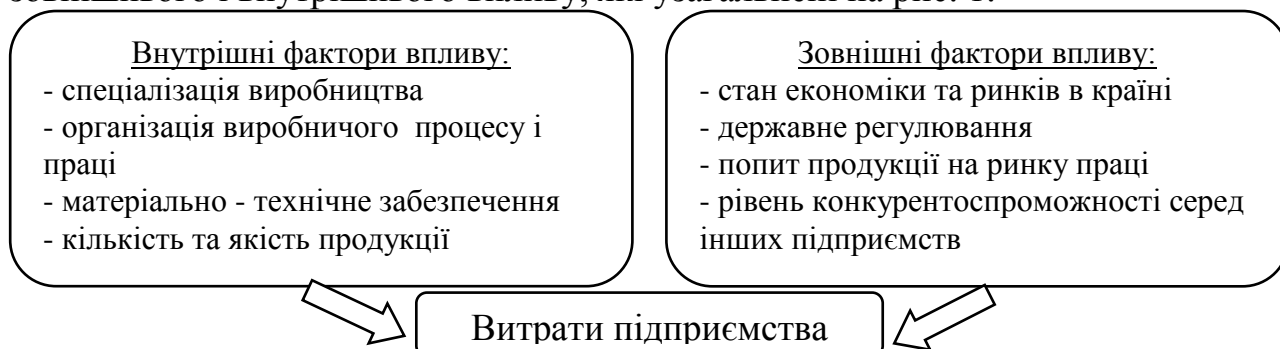 зовнішнього і внутрішнього впливу, які узагальнені на рис. 1.
Внутрішні фактори впливу:
- спеціалізація виробництва
- організація виробничого процесу і
праці
- матеріально - технічне забезпечення
- кількість та якість продукції
Зовнішні фактори впливу:
- стан економіки та ринків в країні
- державне регулювання
- попит продукції на ринку праці
- рівень конкурентоспроможності серед
інших підприємств
Витрати підприємства